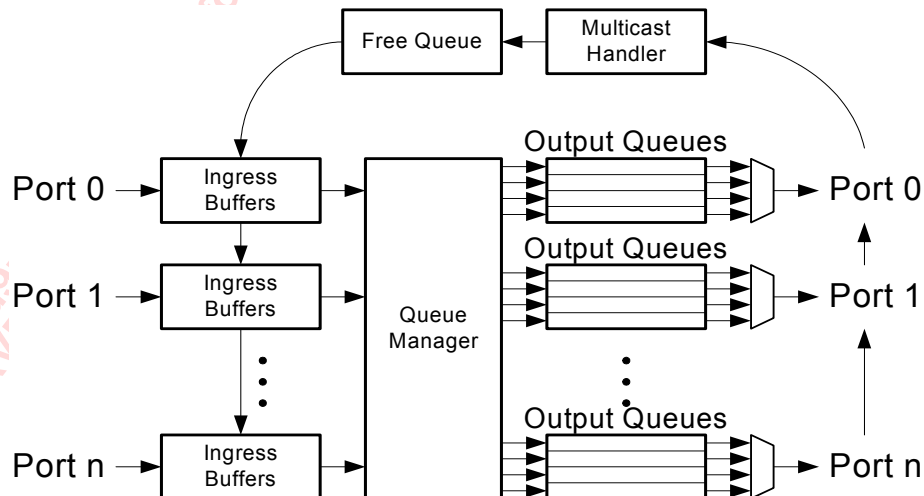 Free Queue
Multicast
Handler
Output Queues
Port 0
Ingress
Buffers
Port 0
Output Queues
Port 1
Ingress
Buffers
Queue
Manager
Port 1
Output Queues
Port n
Ingress
Buffers
Port n